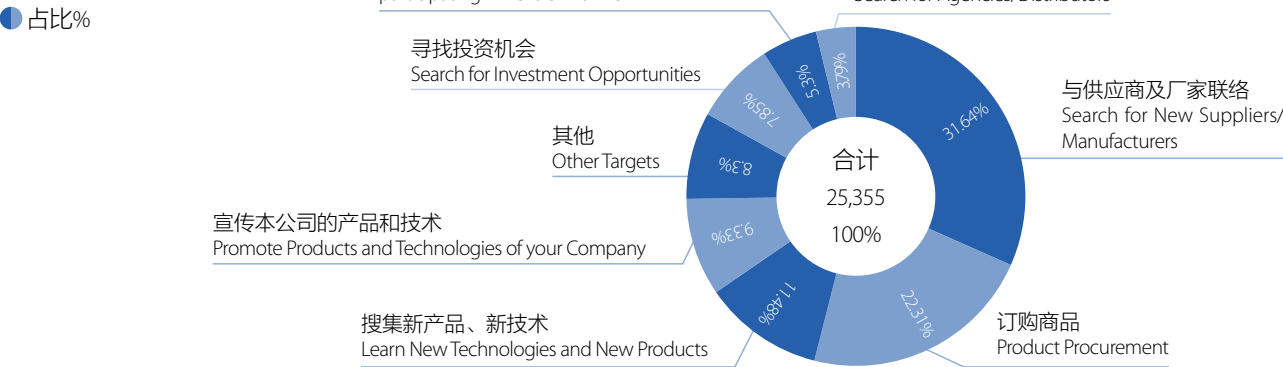 占比%
寻找投资机会
Search for Investment Opportunities
其他
Other Targets
宣传本公司的产品和技术
Promote Products and Technologies of your Company
搜集新产品、新技术
Learn New Technologies and New Products
与供应商及厂家联络
Search for New Suppliers/
Manufacturers
订购商品
Product Procurement
合计
25,355
100%
31.64%
22.31%
11.48%
9.33%
8.3%
7.85%
5.3%
3.79%